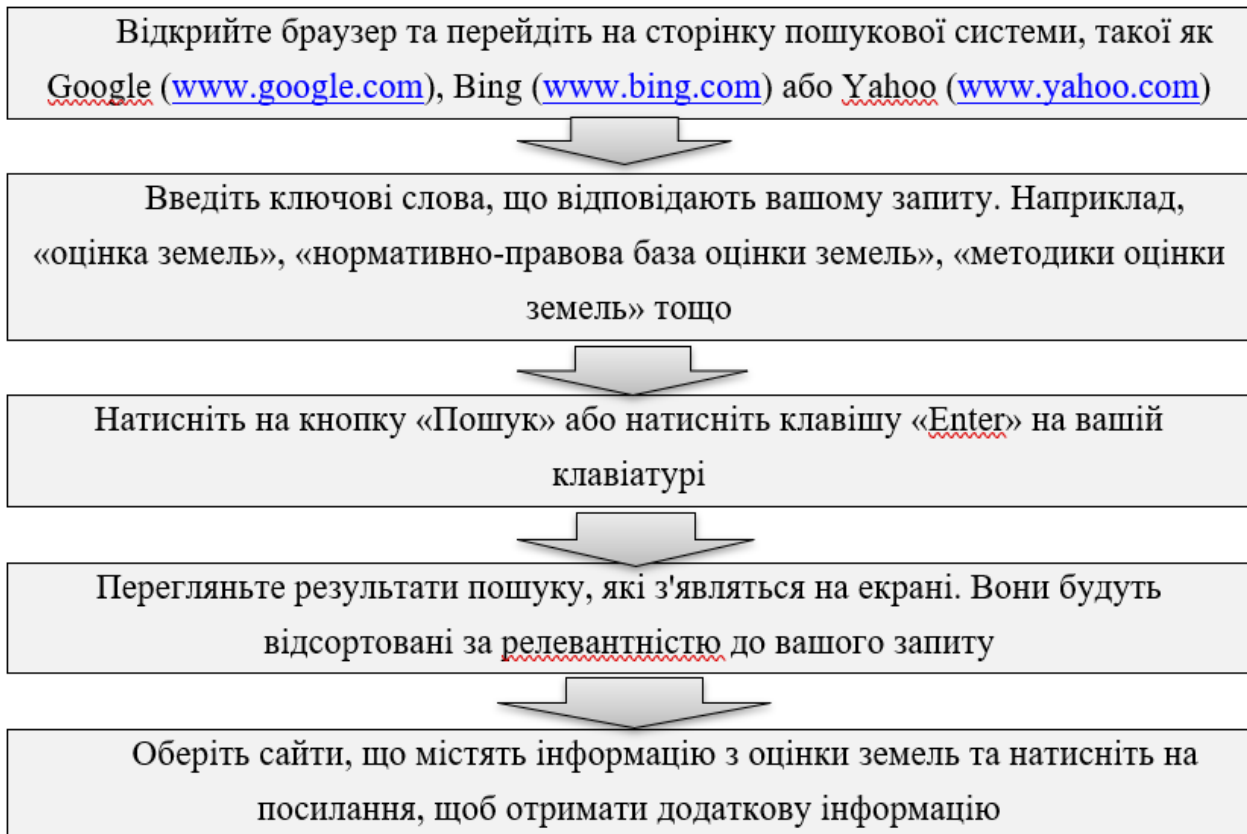 Відкрийте браузер та перейдіть на сторінку пошукової системи, такої як
Google (www.google.com), Bing (www.bing.com) або Yahoo (www.yahoo.com)
Введіть ключові слова, що відповідають вашому запиту. Наприклад,
«оцінка земель», «нормативно-правова база оцінки земель», «методики оцінки
земель» тощо
Натисніть на кнопку «Пошук» або натисніть клавішу «Enter» на вашій
клавіатурі
Перегляньте результати пошуку, які з'являться на екрані. Вони будуть
відсортовані за релевантністю до вашого запиту
Оберіть сайти, що містять інформацію з оцінки земель та натисніть на
посилання, щоб отримати додаткову інформацію